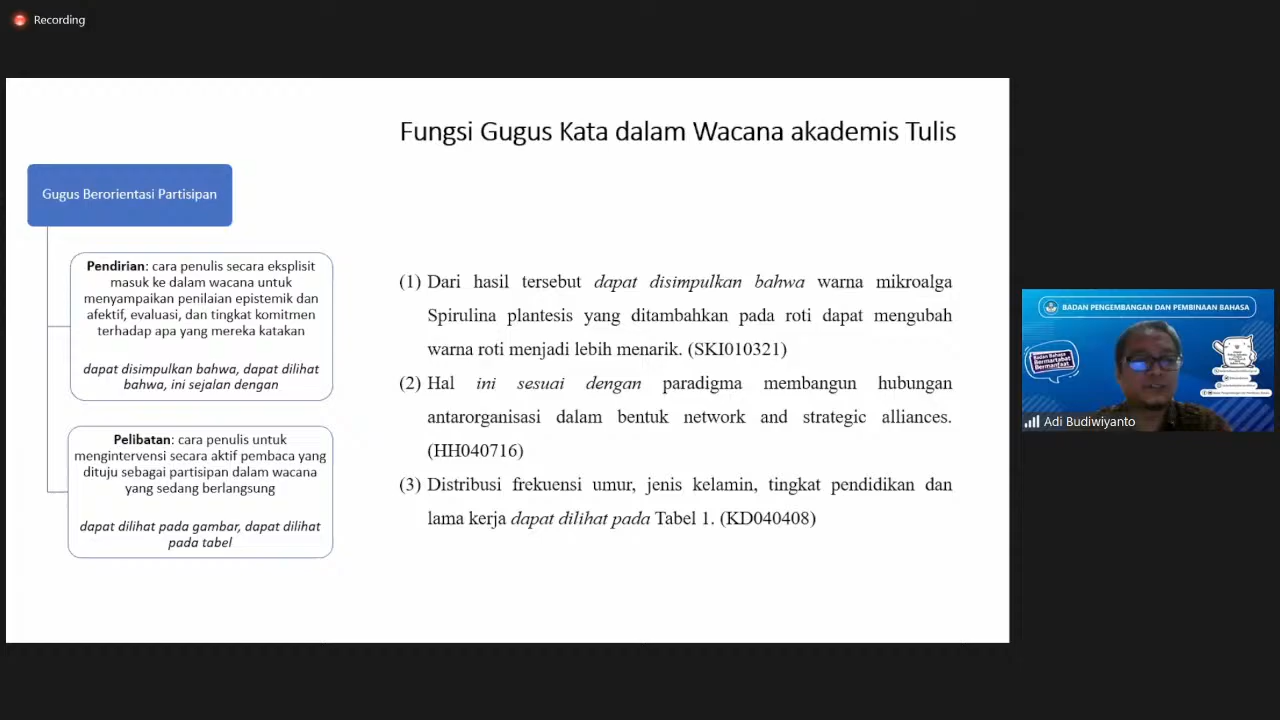 Recording
Fungsi Gugus Kata dalam Wacana akademis Tulis
Gugus Berorientasi Partisipan
Pendirian: cara penulis secara eksplisit
masuk ke dalam wacana untuk
menyampaikan penilaian epistemik dan
afektif, evaluasi, dan tingkat komitmen
terhadap apa yang mereka katakan
dapat disimpulkan bahwa, dapat dilihat
bahwa, ini sejalan dengan
Pelibatan: cara penulis untuk
mengintervensi secara aktif pembaca yang
dituju sebagai partisipan dalam wacana
yang sedang berlangsung
dapat dilihat pada gambar, dapat dilihat
pada tabel
(1) Dari hasil tersebut dapat disimpulkan bahwa warna mikroalga
Spirulina plantesis yang ditambahkan pada roti dapat mengubah
warna roti menjadi lebih menarik. (SKI010321)
(2) Hal ini sesuai dengan paradigma membangun hubungan
antarorganisasi dalam bentuk network and strategic alliances.
(HH040716)
(3) Distribusi frekuensi umur, jenis kelamin, tingkat pendidikan dan
lama kerja dapat dilihat pada Tabel 1. (KD040408)
BADAN PENGEMBANGAN DAN PEMBINAAN BAHASA
Badan Bahasa
Bermartabat
Bermanfaat
Adi Budiwiyanto